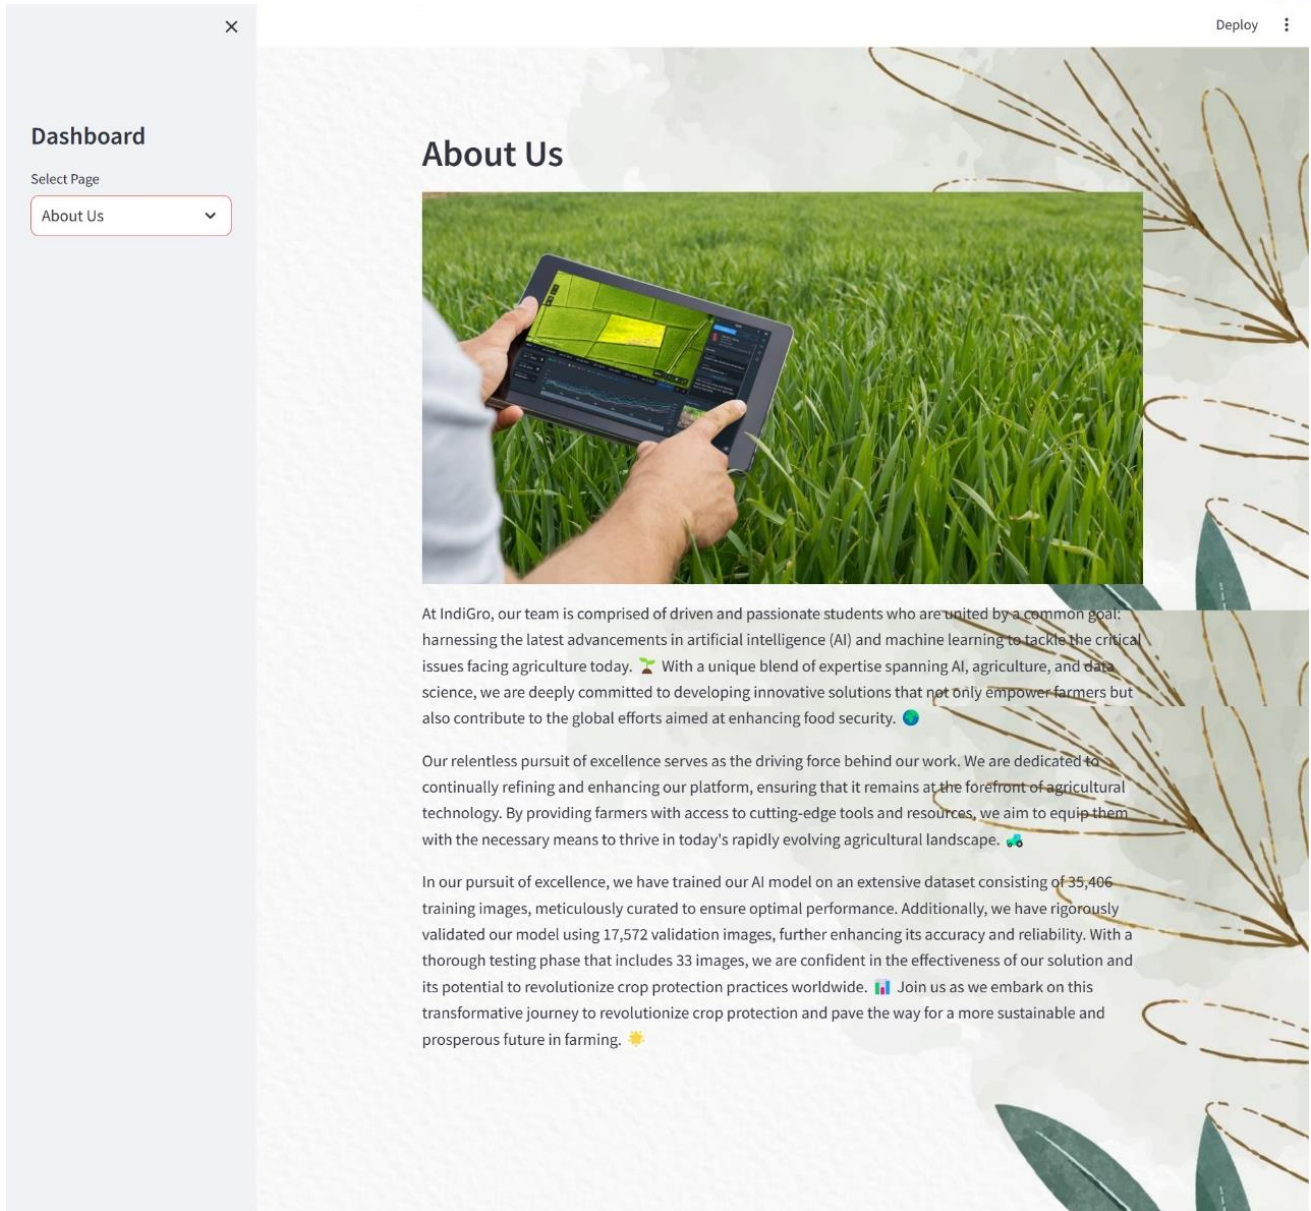 Deploy
Dashboard
Select Page
About Us
About Us
At IndiGro, our team is comprised of driven and passionate students who are united by a common goal:
harnessing the latest advancements in artificial intelligence (AI) and machine learning to tackle the critical
issues facing agriculture today. 🌱 With a unique blend of expertise spanning AI, agriculture, and data
science, we are deeply committed to developing innovative solutions that not only empower farmers but
also contribute to the global efforts aimed at enhancing food security. 🌍
Our relentless pursuit of excellence serves as the driving force behind our work. We are dedicated to
continually refining and enhancing our platform, ensuring that it remains at the forefront of agricultural
technology. By providing farmers with access to cutting-edge tools and resources, we aim to equip them
with the necessary means to thrive in today's rapidly evolving agricultural landscape. 🚜
In our pursuit of excellence, we have trained our AI model on an extensive dataset consisting of 35,406
training images, meticulously curated to ensure optimal performance. Additionally, we have rigorously
validated our model using 17,572 validation images, further enhancing its accuracy and reliability. With a
thorough testing phase that includes 33 images, we are confident in the effectiveness of our solution and
its potential to revolutionize crop protection practices worldwide. 📊 Join us as we embark on this
transformative journey to revolutionize crop protection and pave the way for a more sustainable and
prosperous future in farming. 🌟